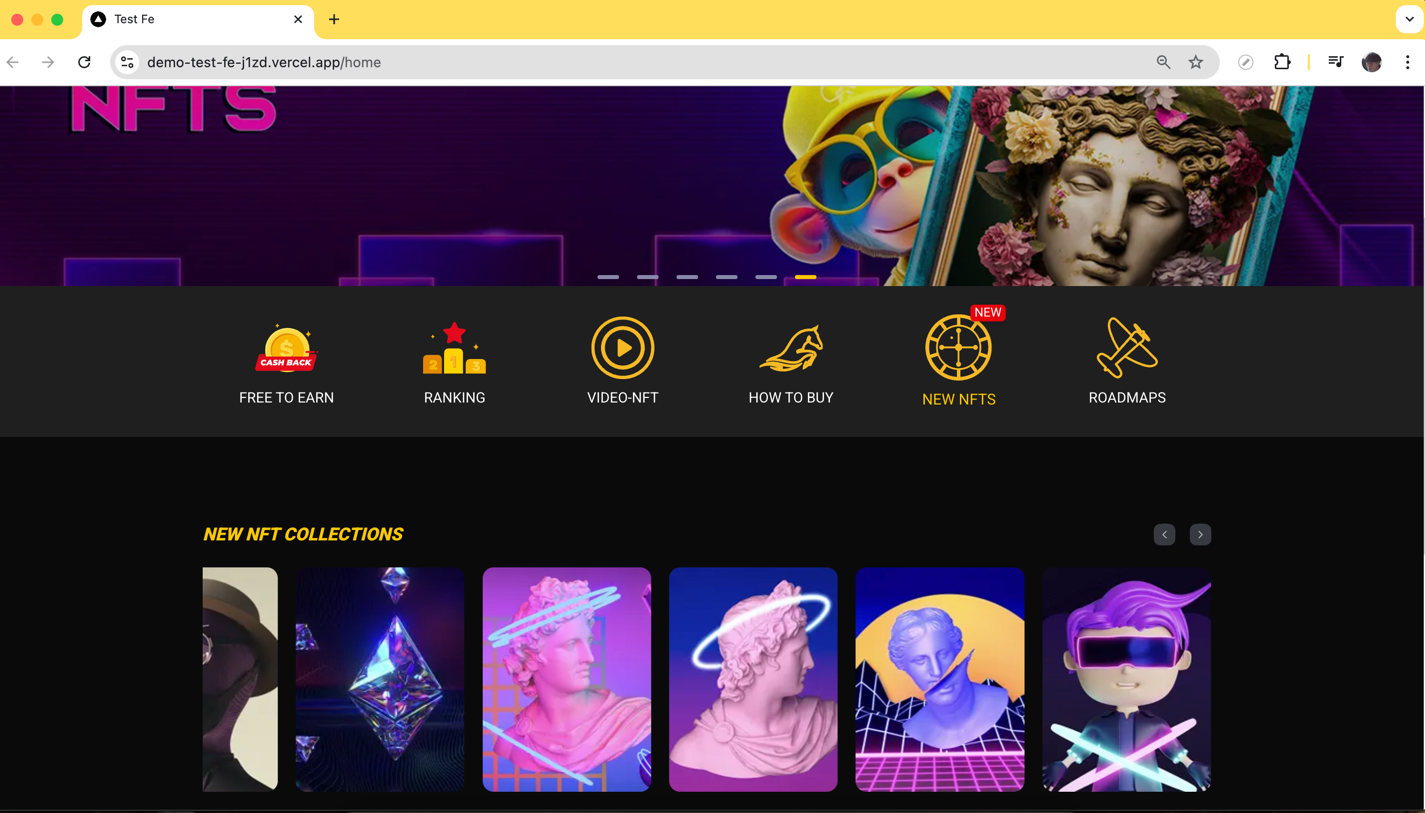 Test Fe
demo-test-fe-j1zd.vercel.app/home
NFTS
$
CASH BACK
2 1 3
NEW
FREE TO EARN
RANKING
VIDEO-NFT
HOW TO BUY
NEW NFTS
ROADMAPS
NEW NFT COLLECTIONS